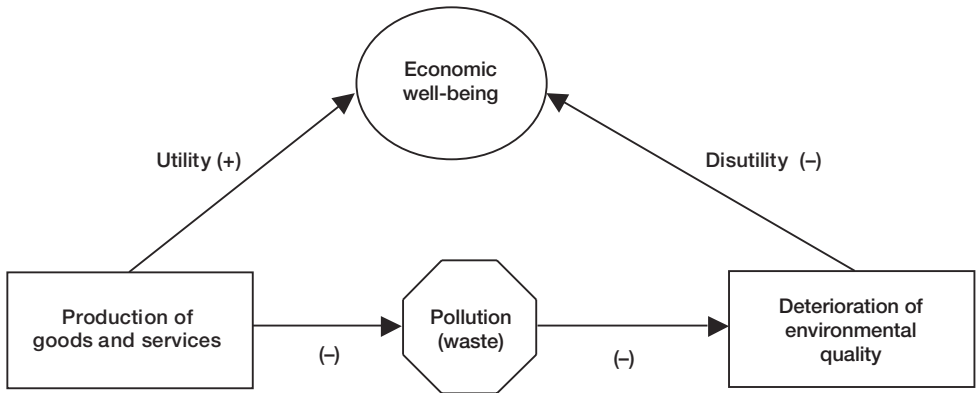 Economic
well-being
Utility (+)
Disutility (–)
Production of
goods and services
(–)
Pollution
(waste)
(–)
Deterioration of
environmental
quality